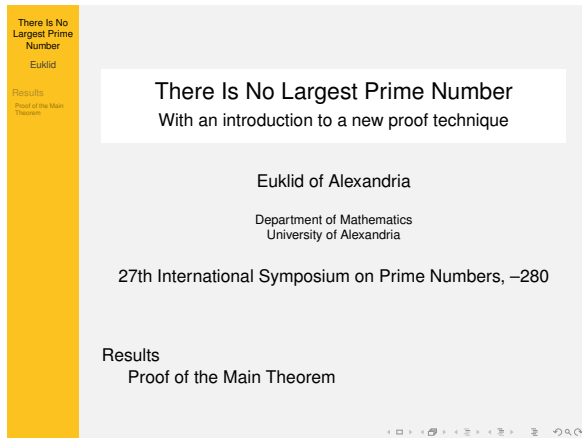 There Is No
Largest Prime
Number
Euklid
Results
Proof of the Main
Theorem
There Is No Largest Prime Number
With an introduction to a new proof technique
Euklid of Alexandria
Department of Mathematics
University of Alexandria
27th International Symposium on Prime Numbers, –280
Results
Proof of the Main Theorem